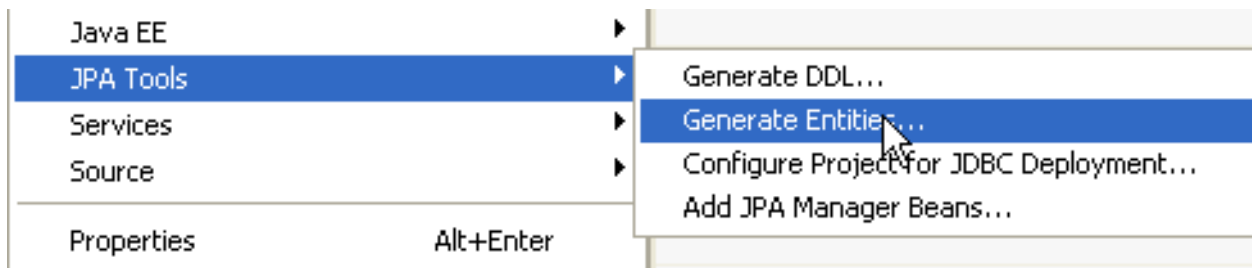 Java EE
JPA Tools
Services
Source
Properties Alt+Enter
Generate DDL...
Generate Entities...
Configure Project for JDBC Deployment...
Add JPA Manager Beans...